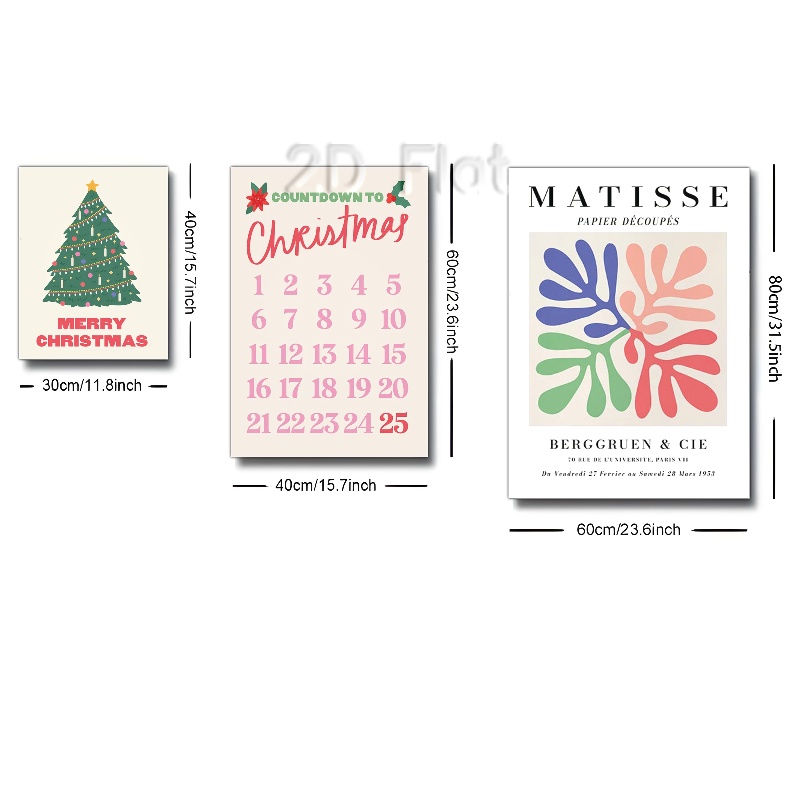 2D Flat
MERRY
CHRISTMAS
40cm/15.7inch
30cm/11.8inch
COUNTDOWN TO
Christmas
1 2 3 4 5
6 7 8 9 10
11 12 13 14 15
16 17 18 19 20
21 22 23 24 25
60cm/23.6inch
40cm/15.7inch
MATISSE
PAPIER DÉCOUPÉS
BERGGRUEN & CIE
70 RUE DE L'UNIVERSITE, PARIS VII
Du Vendredi 27 Fevrier au Samedi 28 Mars 1953
80cm/31.5inch
60cm/23.6inch